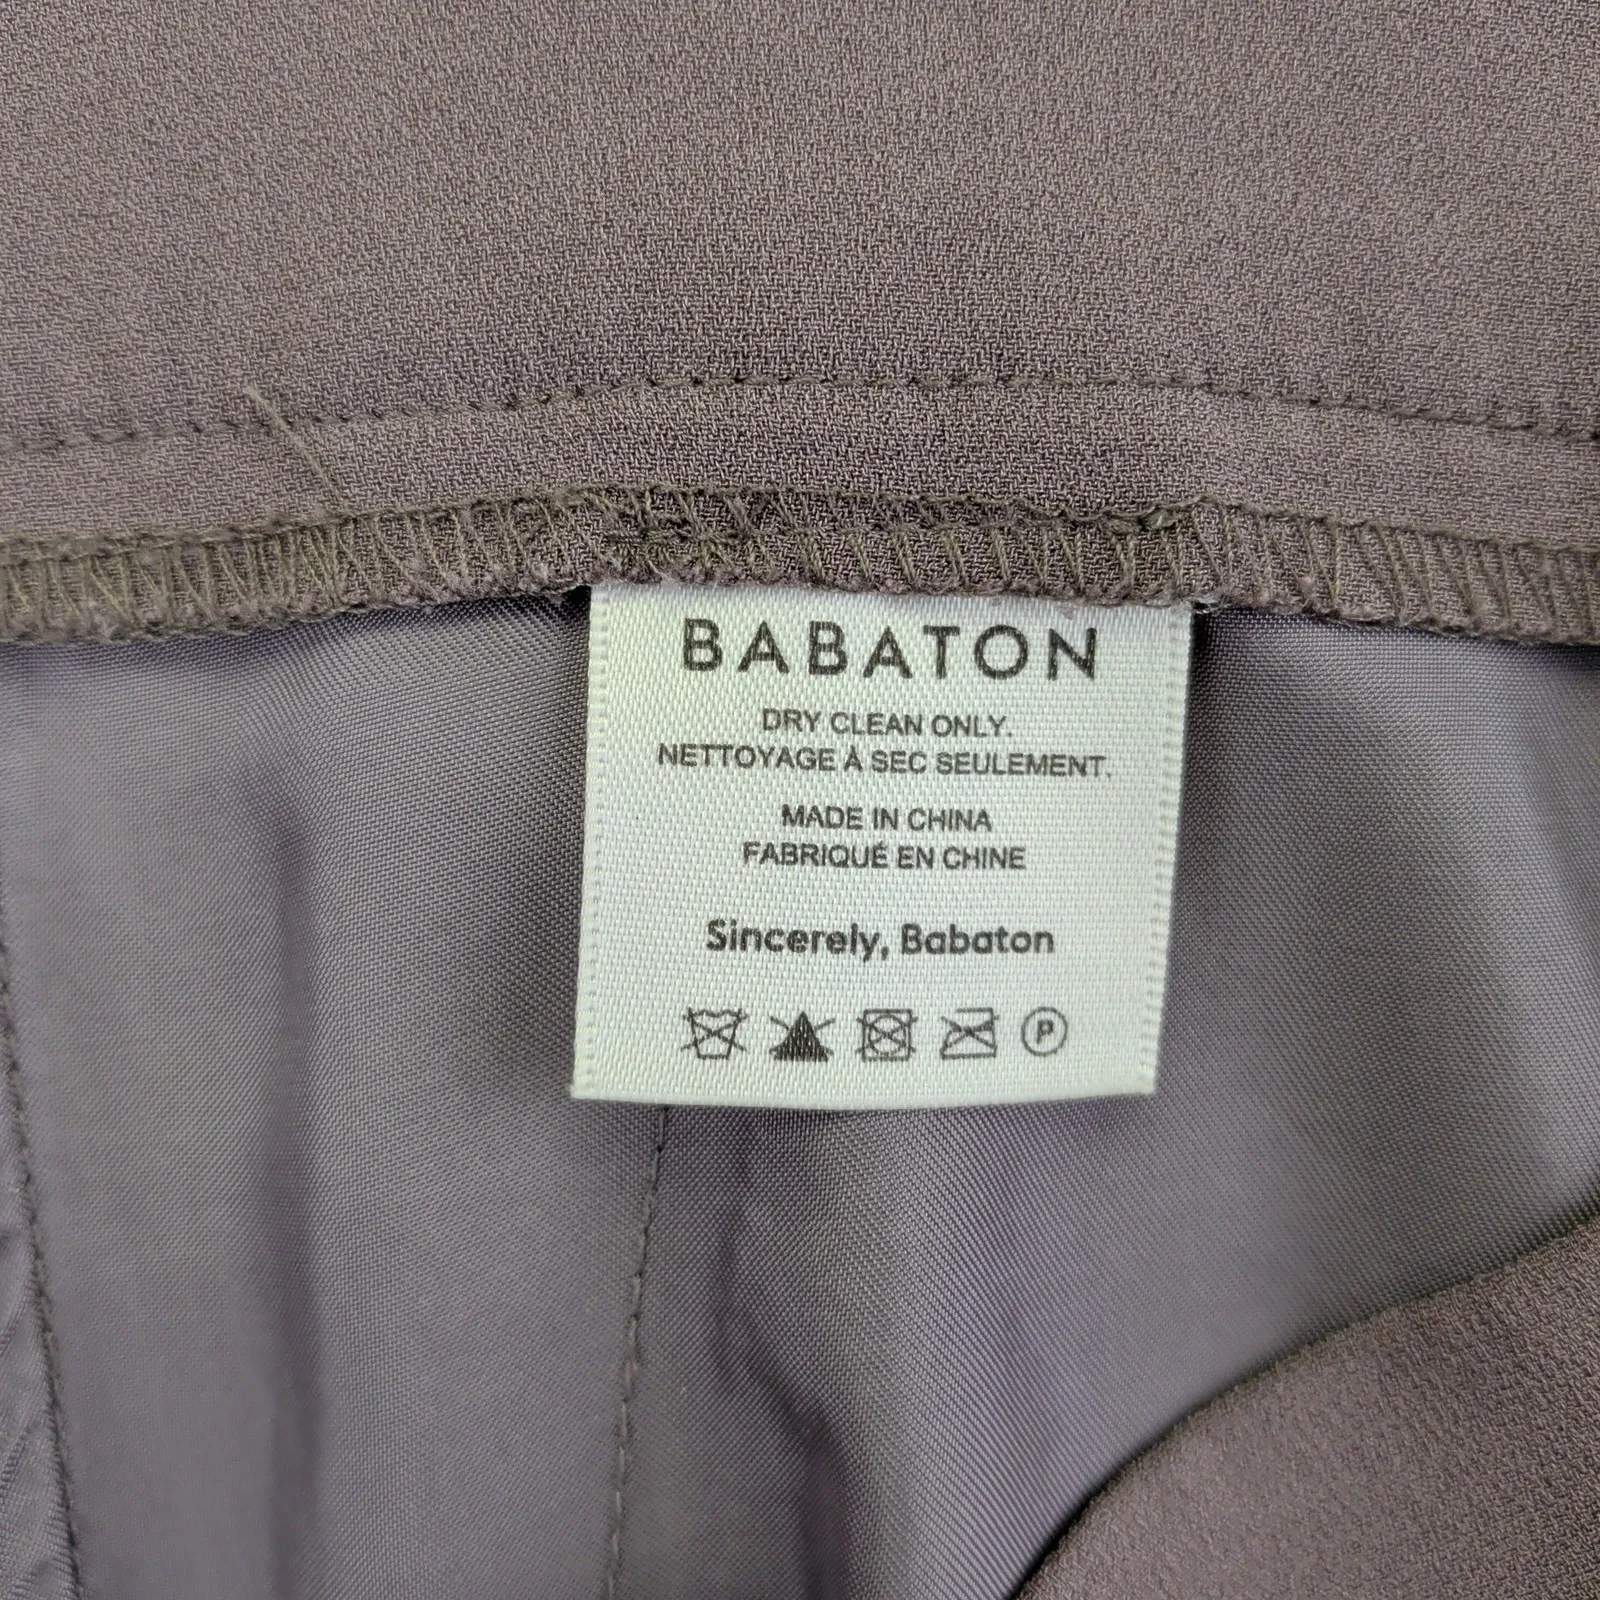 BABATON
DRY CLEAN ONLY.
NETTOYAGE À SEC SEULEMENT.
MADE IN CHINA
FABRIQUÉ EN CHINE
Sincerely, Babaton
P